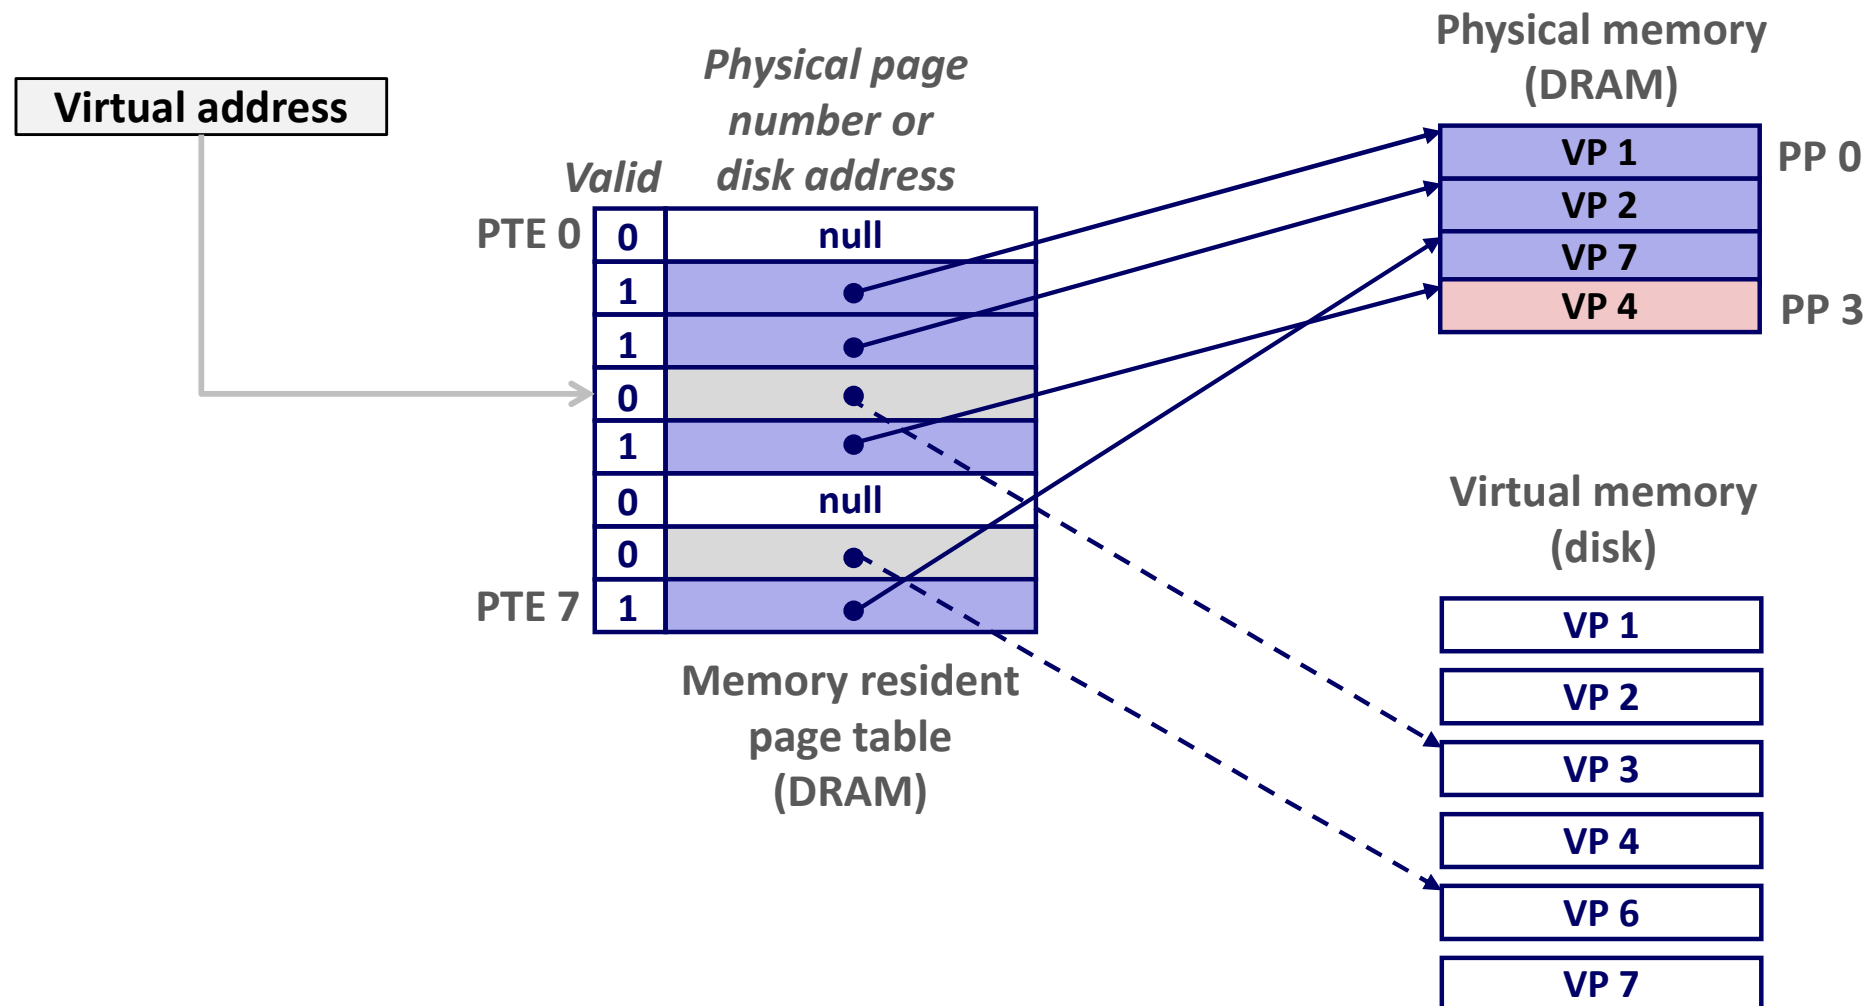 Virtual address
Physical page
number or
disk address
Valid
PTE 0
0
null
1
1
0
1
0
null
0
PTE 7
1
Memory resident
page table
(DRAM)
Physical memory
(DRAM)
VP 1
PP 0
VP 2
VP 7
VP 4
PP 3
Virtual memory
(disk)
VP 1
VP 2
VP 3
VP 4
VP 6
VP 7